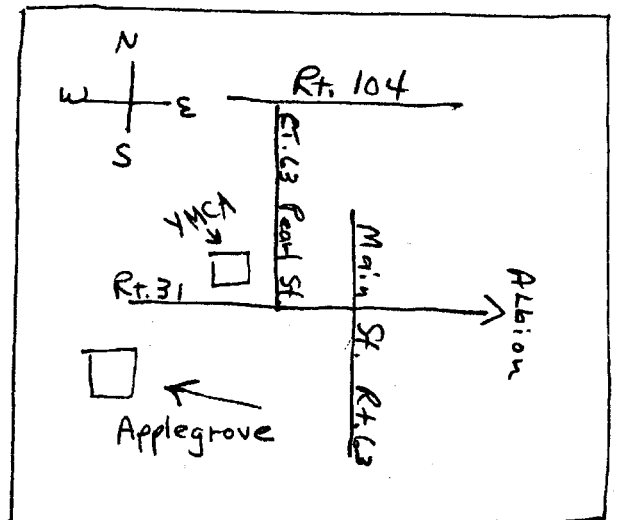 N
W
E
S
Rt. 104
RT. 63 Pearl St.
YMCA
Rt. 31
Main St. Rt. 63
Albion
Applegrove